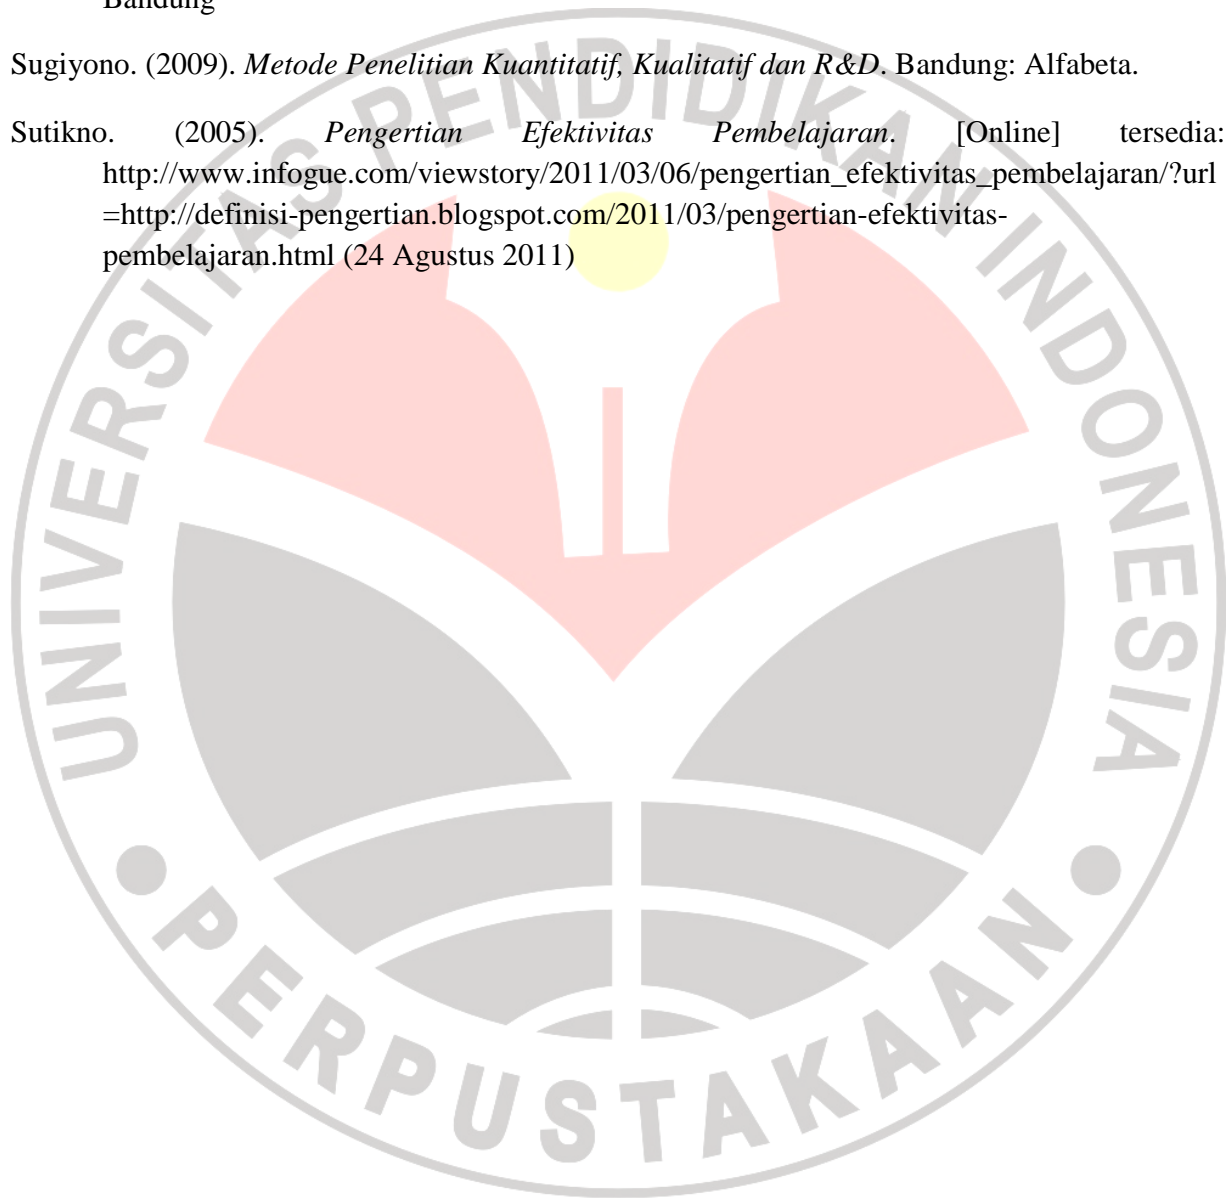 Bandung
Sugiyono. (2009). Metode Penelitian Kuantitatif, Kualitatif dan R&D. Bandung: Alfabeta.
Sutikno. (2005). Pengertian Efektivitas Pembelajaran. [Online] tersedia:
http://www.infogue.com/viewstory/2011/03/06/pengertian_efektivitas_pembelajaran/?url
=http://definisi-pengertian.blogspot.com/2011/03/pengertian-efektivitas-
pembelajaran.html (24 Agustus 2011)
UNIVERSITAS PENDIDIKAN INDONESIA
PERPUSTAKAAN